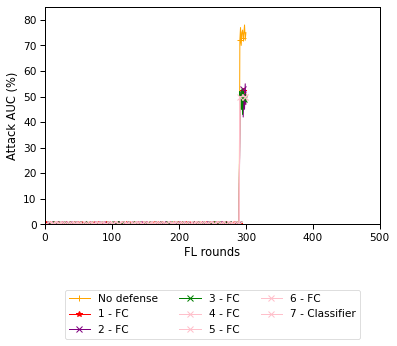 80
70
60
50
40
30
20
10
0
Attack AUC (%)
0 100 200 300 400 500
FL rounds
No defense 3 - FC 6 - FC
1 - FC 4 - FC 7 - Classifier
2 - FC 5 - FC